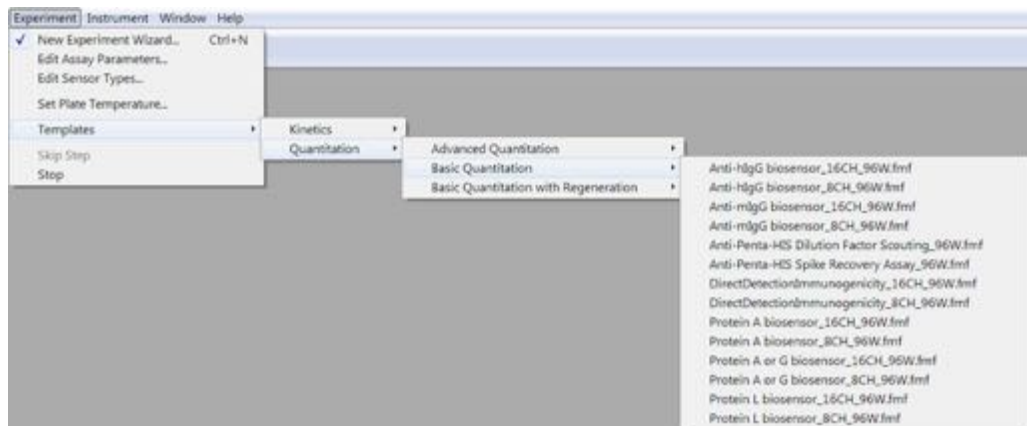 Experiment Instrument Window Help
New Experiment Wizard... Ctrl+N
Edit Assay Parameters...
Edit Sensor Types...
Set Plate Temperature...
Templates
Skip Step
Stop
Kinetics
Quantitation
Advanced Quantitation
Basic Quantitation
Basic Quantitation with Regeneration
Anti-hIgG biosensor_16CH_96W.fmf
Anti-hIgG biosensor_8CH_96W.fmf
Anti-mIgG biosensor_16CH_96W.fmf
Anti-mIgG biosensor_8CH_96W.fmf
Anti-Penta-HIS Dilution Factor Scouting_96W.fmf
Anti-Penta-HIS Spike Recovery Assay_96W.fmf
DirectDetectionImmunogenicity_16CH_96W.fmf
DirectDetectionImmunogenicity_8CH_96W.fmf
Protein A biosensor_16CH_96W.fmf
Protein A biosensor_8CH_96W.fmf
Protein A or G biosensor_16CH_96W.fmf
Protein A or G biosensor_8CH_96W.fmf
Protein L biosensor_16CH_96W.fmf
Protein L biosensor_8CH_96W.fmf